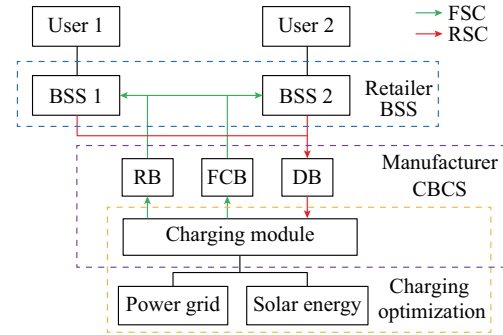 User 1
User 2
FSC
RSC
BSS 1
BSS 2
Retailer
BSS
RB
FCB
DB
Manufacturer
CBCS
Charging module
Power grid
Solar energy
Charging
optimization